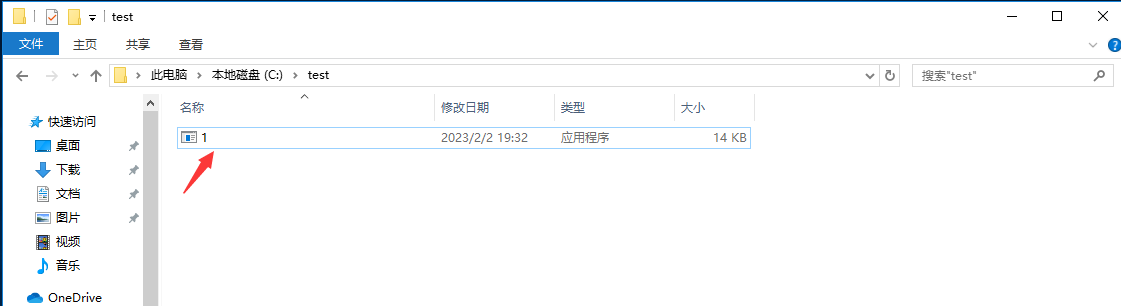 test
文件 主页 共享 查看
此电脑 本地磁盘 (C:) test 搜索"test"
名称 修改日期 类型 大小
快速访问
1 2023/2/2 19:32 应用程序 14 KB
桌面
下载
文档
图片
视频
音乐
OneDrive